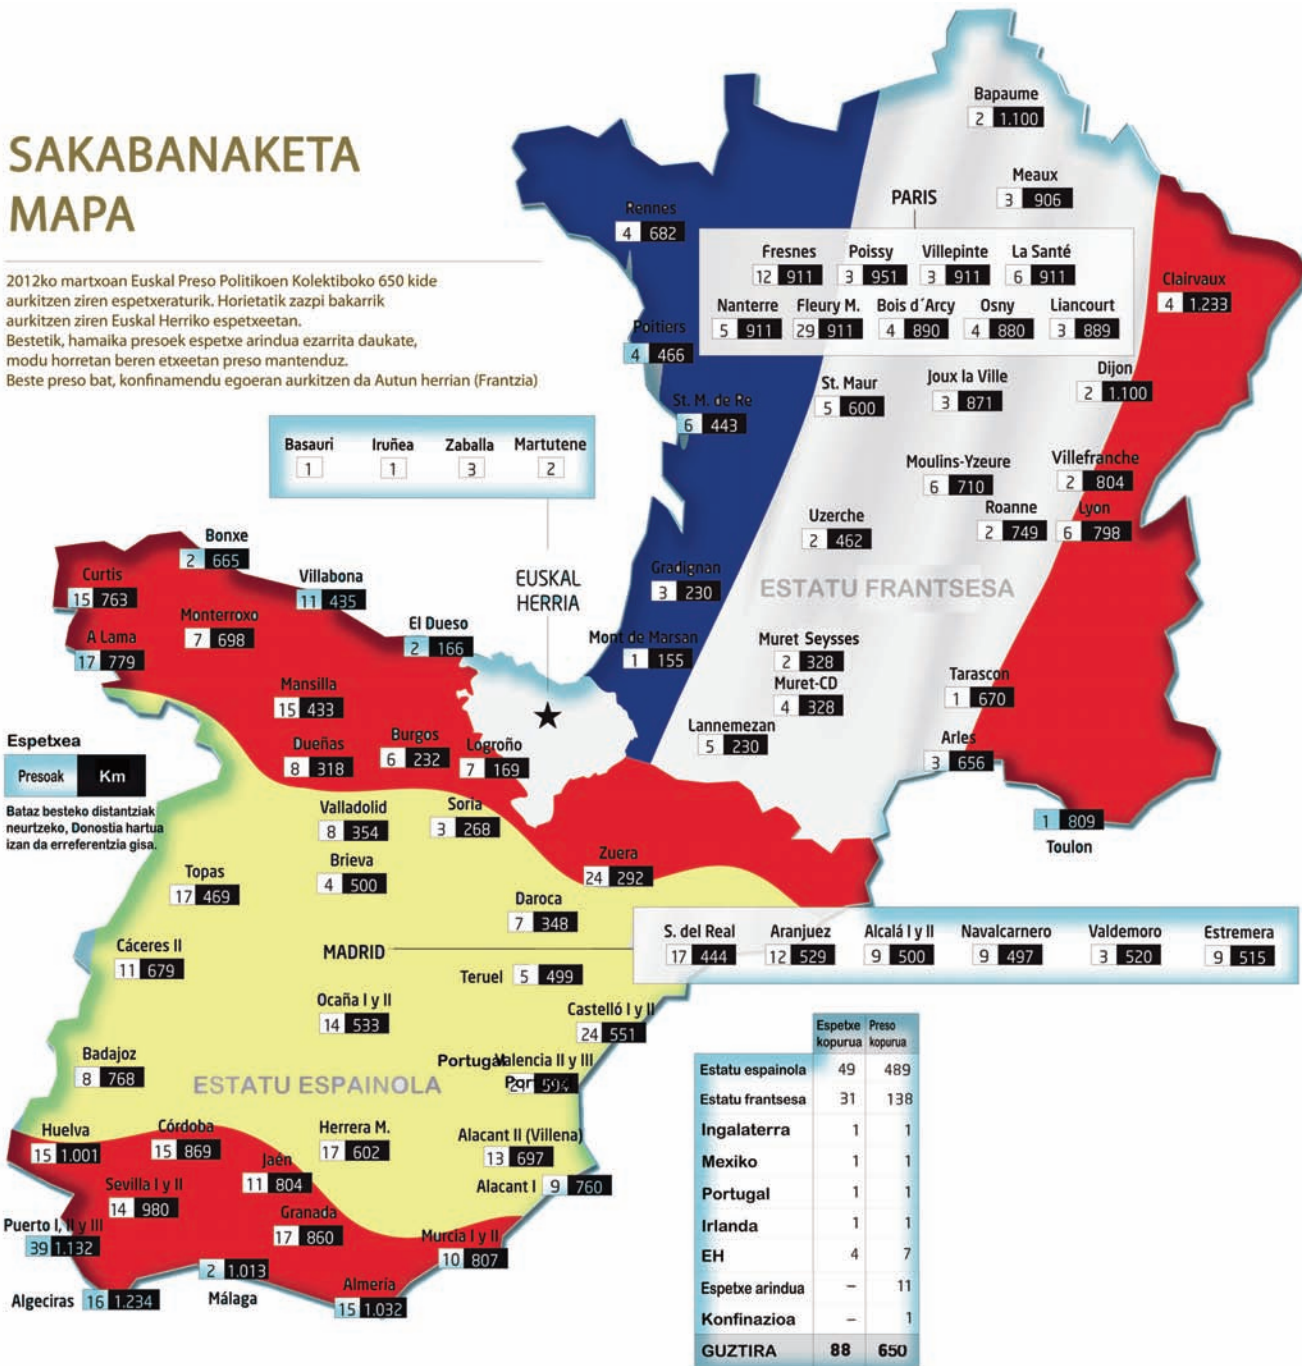 SAKABANAKETA
MAPA
2012ko martxoan Euskal Preso Politikoen Kolektiboko 650 kide
aurkitzen ziren espetxeraturik. Horietatik zazpi bakarrik
aurkitzen ziren Euskal Herriko espetxeetan.
Bestetik, hamaika presoek espetxe arindua ezarrita daukate,
modu horretan beren etxeetan preso mantenduz.
Beste preso bat, konfinamendu egoeran aurkitzen da Autun herrian (Frantzia)
Bapaume
2 1.100
Meaux
3 906
PARIS
Rennes
4 682
Fresnes Poissy Villepinte La Santé
12 911 3 951 3 911 6 911
Nanterre Fleury M. Bois d´Arcy Osny Liancourt
5 911 29 911 4 890 4 880 3 889
Clairvaux
4 1.233
Poitiers
4 466
St. M. de Re
6 443
St. Maur
5 600
Joux la Ville
3 871
Dijon
2 1.100
Moulins-Yzeure
6 710
Villefranche
2 804
Roanne
2 749
Lyon
6 798
Uzerche
2 462
Gradignan
3 230
ESTATU FRANTSESA
Mont de Marsan
1 155
Muret Seysses
2 328
Muret-CD
4 328
Tarascon
1 670
Lannemezan
5 230
Arles
3 656
1 809
Toulon
Basauri Iruñea Zaballa Martutene
1 1 3 2
EUSKAL
HERRIA
Bonxe
2 665
Curtis
15 763
Villabona
11 435
Monterroxo
7 698
El Dueso
2 166
A Lama
17 779
Mansilla
15 433
Dueñas
8 318
Burgos
6 232
Logroño
7 169
Espetxea
Presoak Km
Bataz besteko distantziak
neurtzeko, Donostia hartua
izan da erreferentzia gisa.
Valladolid
8 354
Soria
3 268
Brieva
4 500
Zuera
24 292
Topas
17 469
Daroca
7 348
Cáceres II
11 679
MADRID
S. del Real Aranjuez Alcalá I y II Navalcarnero Valdemoro Estremera
17 444 12 529 9 500 9 497 3 520 9 515
Teruel 5 499
Ocaña I y II
14 533
Castelló I y II
24 551
Badajoz
8 768
Portugal
Valencia II y III
594
ESTATU ESPAINOLA
Huelva
15 1.001
Córdoba
15 869
Herrera M.
17 602
Alacant II (Villena)
13 697
Jaén
11 804
Alacant I 9 760
Sevilla I y II
14 980
Granada
17 860
Puerto I, II y III
39 1.132
Murcia I y II
10 807
2 1.013
Málaga
Almería
15 1.032
Algeciras 16 1.234
Espetxe kopurua Preso kopurua
Estatu espainola 49 489
Estatu frantsesa 31 138
Ingalaterra 1 1
Mexiko 1 1
Portugal 1 1
Irlanda 1 1
EH 4 7
Espetxe arindua – 11
Konfinazioa – 1
GUZTIRA 88 650